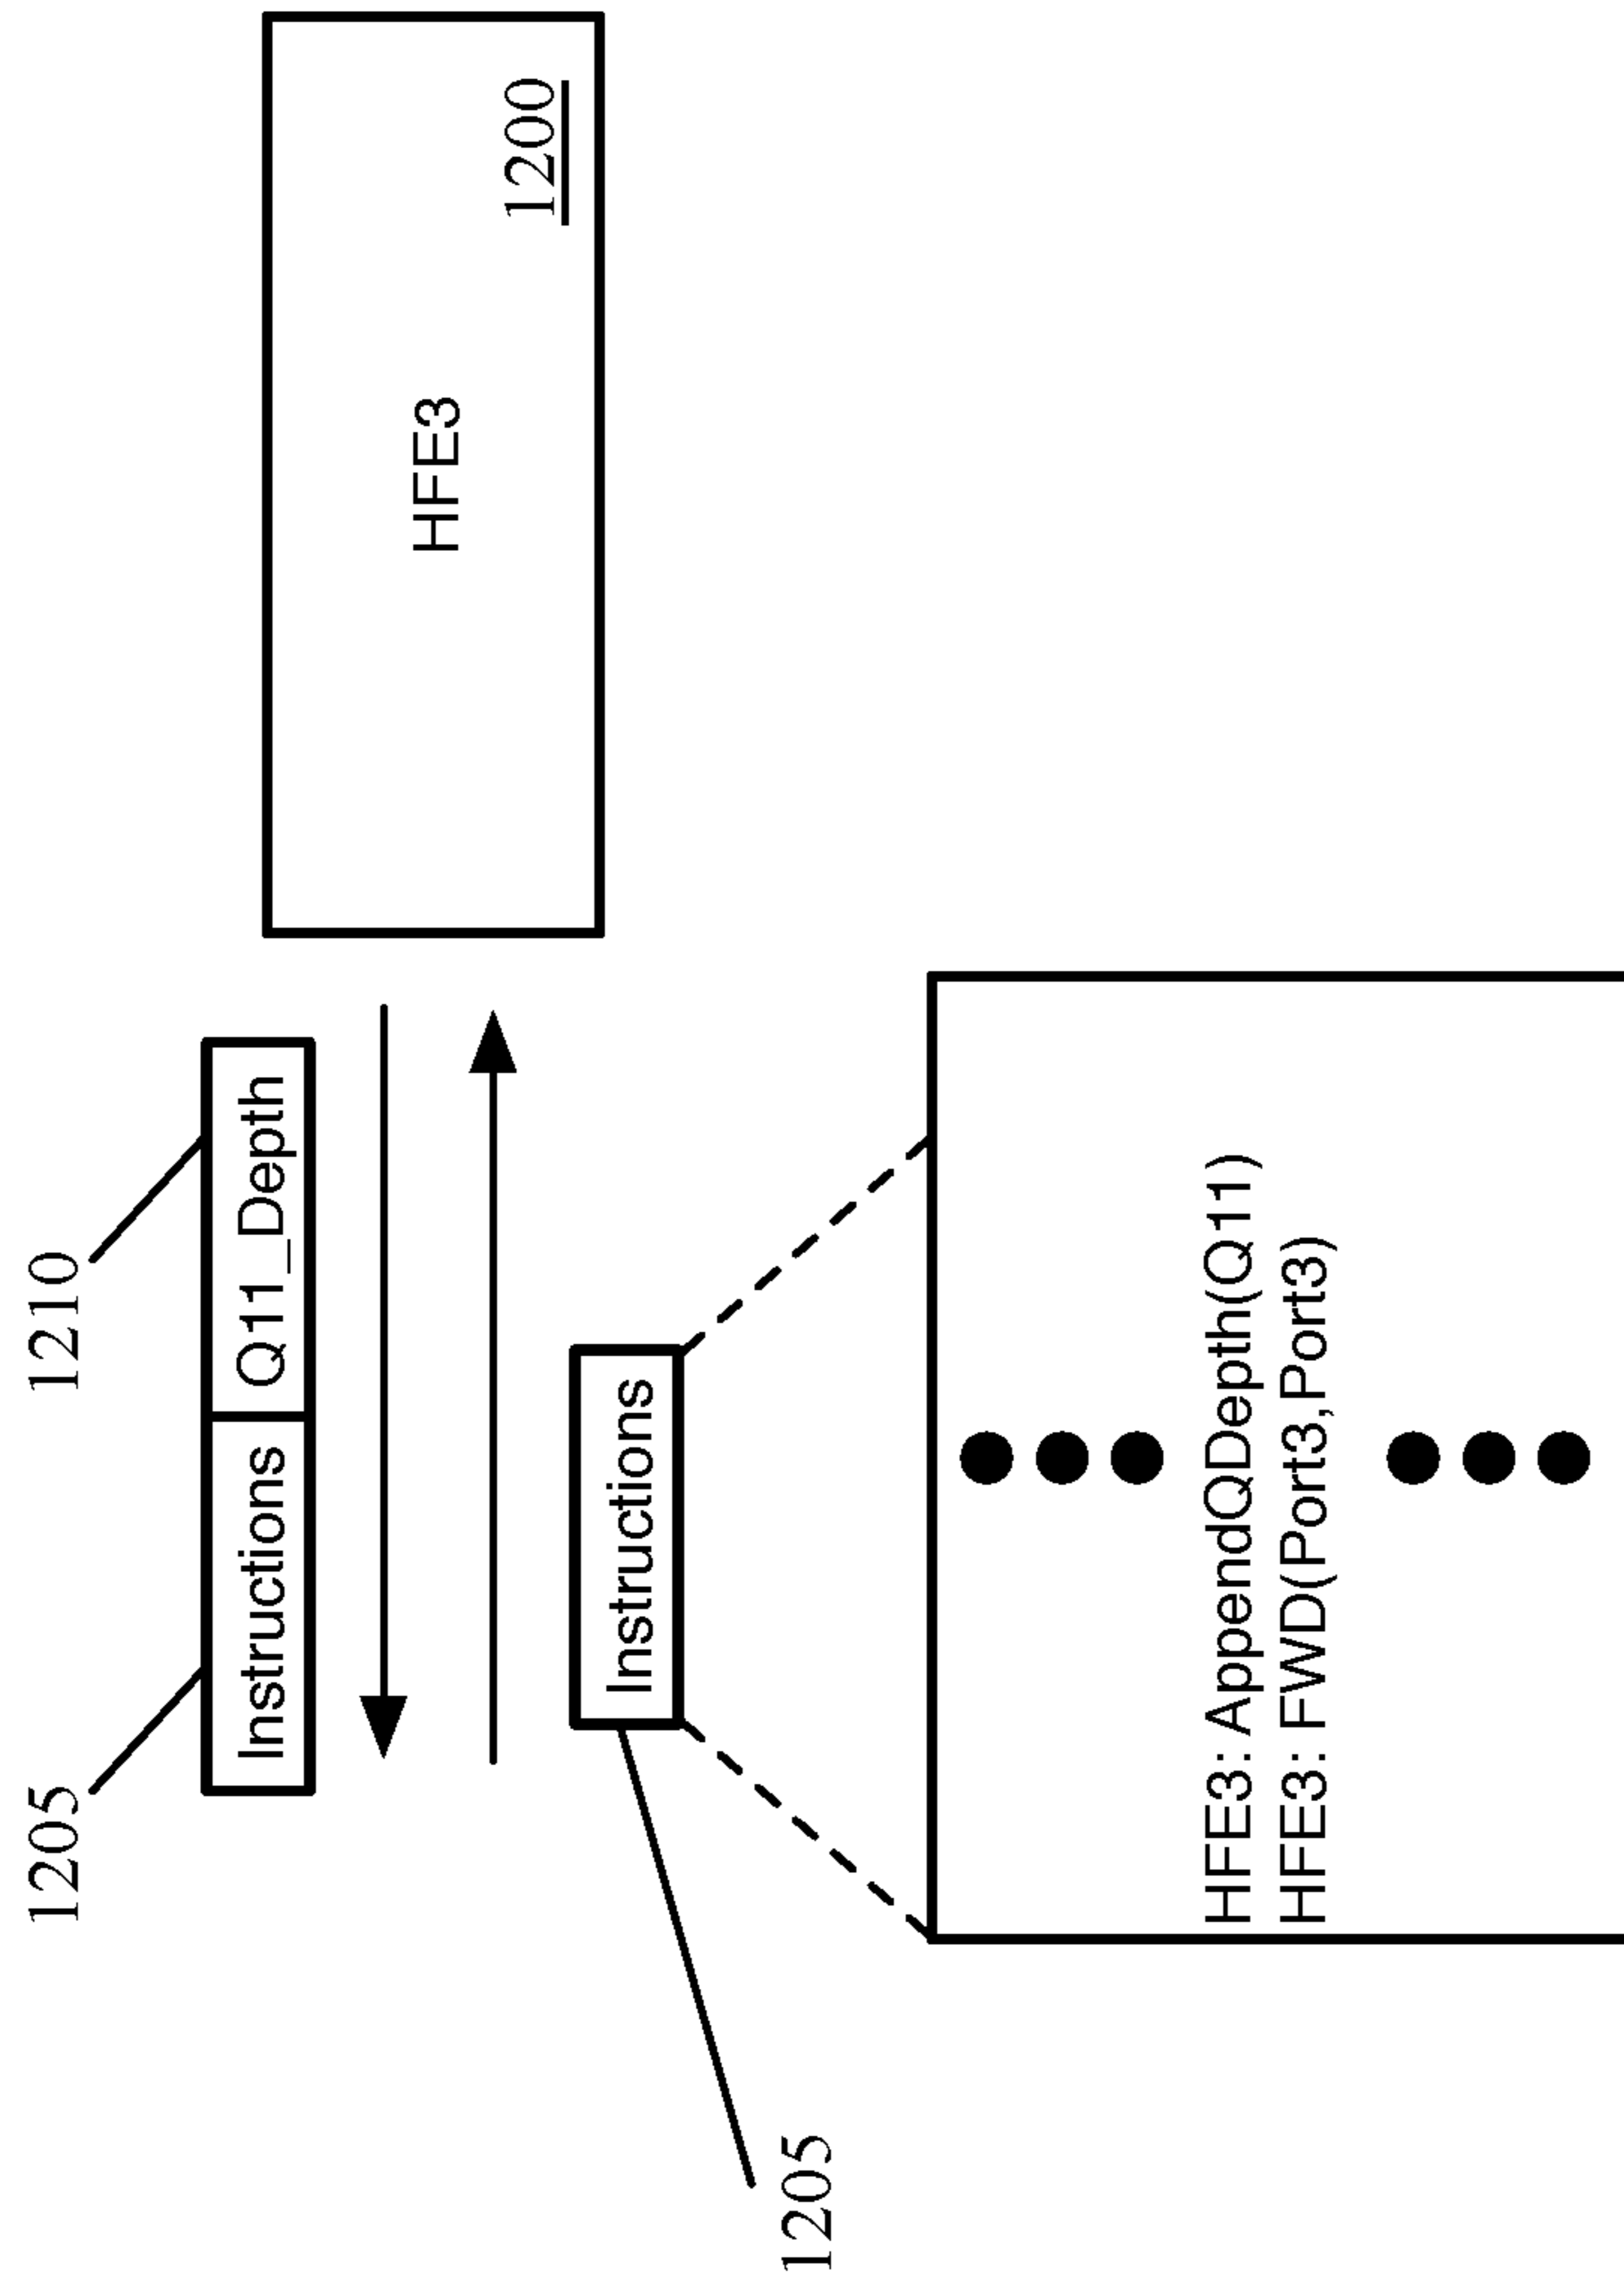 1205
1210
Instructions
Q11_Depth
HFE3
1200
Instructions
1205
HFE3: AppendQDepth(Q11)
HFE3: FWD(Port3,Port3)